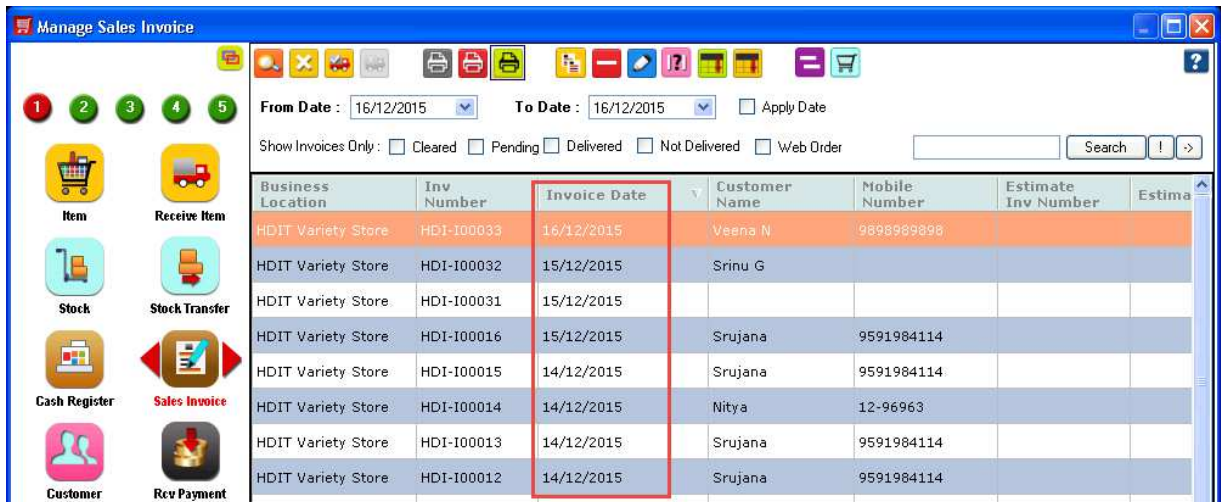 Manage Sales Invoice
?
1 2 3 4 5
From Date : 16/12/2015 To Date : 16/12/2015 Apply Date
Show Invoices Only : Cleared Pending Delivered Not Delivered Web Order Search ! ->
Item Receive Item
Stock Stock Transfer
Cash Register Sales Invoice
Customer Rcv Payment
Business Location Inv Number Invoice Date Customer Name Mobile Number Estimate Inv Number Estima
HDIT Variety Store HDI-I00033 16/12/2015 Veena N 9898989898
HDIT Variety Store HDI-I00032 15/12/2015 Srinu G
HDIT Variety Store HDI-I00031 15/12/2015
HDIT Variety Store HDI-I00016 15/12/2015 Srujana 9591984114
HDIT Variety Store HDI-I00015 14/12/2015 Srujana 9591984114
HDIT Variety Store HDI-I00014 14/12/2015 Nitya 12-96963
HDIT Variety Store HDI-I00013 14/12/2015 Srujana 9591984114
HDIT Variety Store HDI-I00012 14/12/2015 Srujana 9591984114